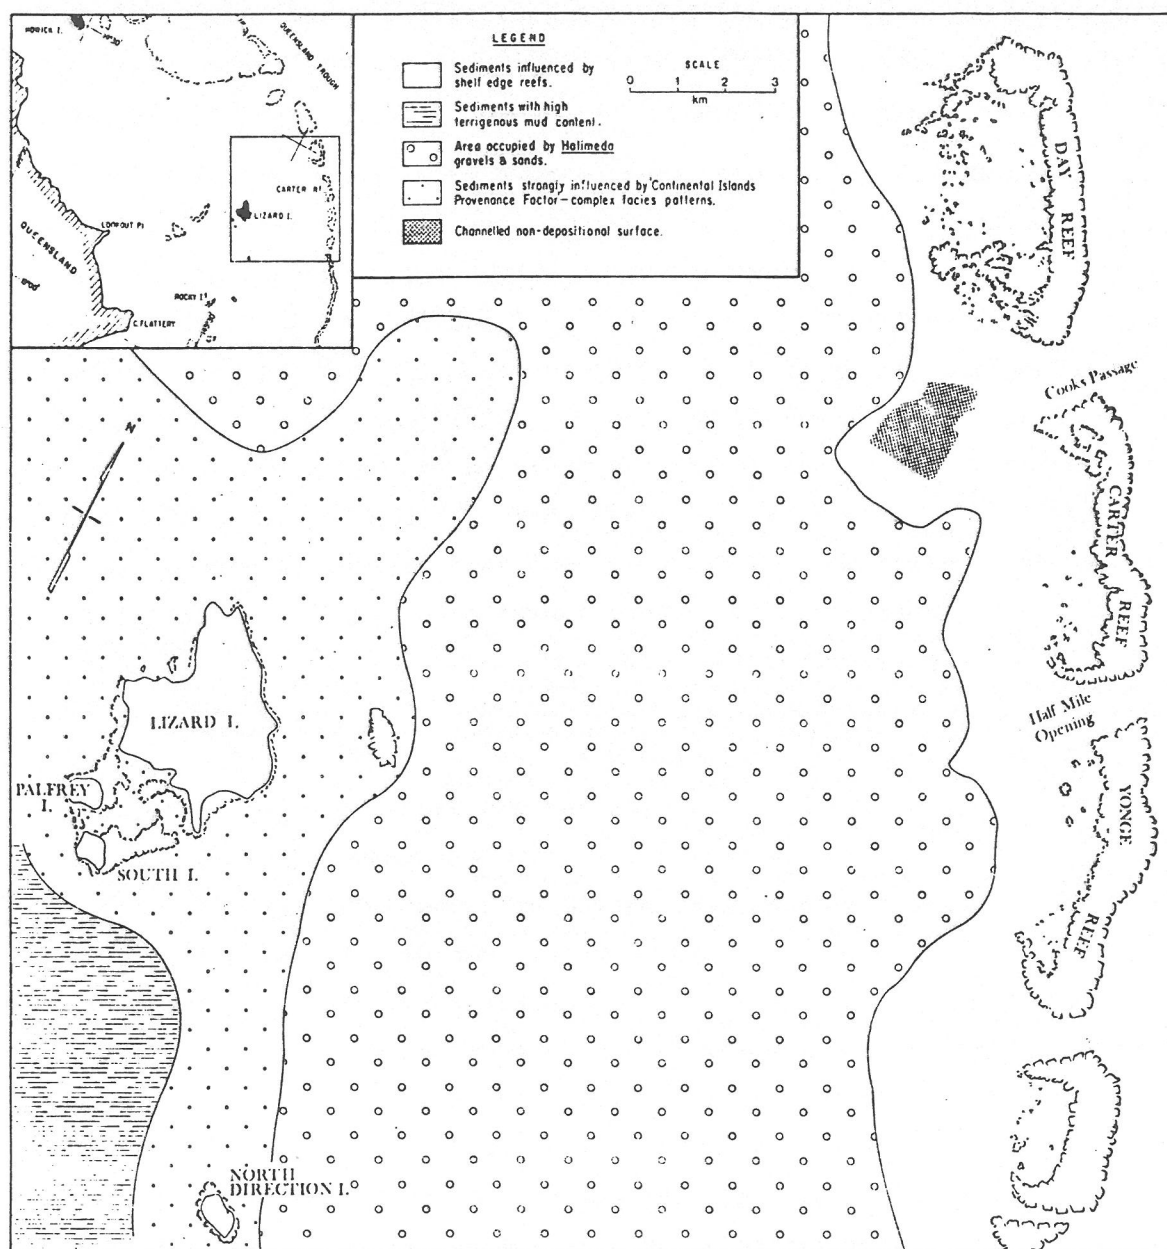 HOWICK I.
QUEENSLAND TROUGH
CARTER Rf
LIZARD I.
LOOKOUT Pt
QUEENSLAND
ROCKY Is
C. FLATTERY
LEGEND
Sediments influenced by
shelf edge reefs.
Sediments with high
terrigenous mud content.
Area occupied by Halimeda
gravels & sands.
Sediments strongly influenced by 'Continental Islands
Provenance Factor' – complex facies patterns.
Channelled non-depositional surface.
SCALE
0 1 2 3
km
DAY
REEF
Cooks Passage
CARTER
REEF
N
Half Mile
Opening
YONGE
REEF
LIZARD I.
PALFREY
I.
SOUTH I.
NORTH
DIRECTION I.